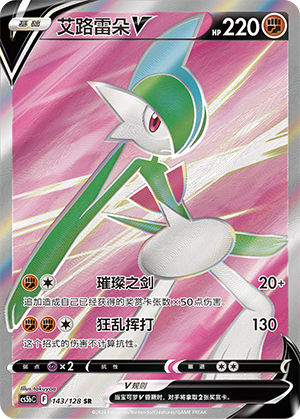 基础
艾路雷朵V
HP 220
璀璨之剑 20+
追加造成自己已经获得的奖赏卡张数×50点伤害。
狂乱挥打 130
这个招式的伤害不计算抗性。
弱点 ×2 抗性 撤退
Illus. takuyoa
V规则
当宝可梦V昏厥时，对手将拿取2张奖赏卡。
CS5bC F 143/128 SR